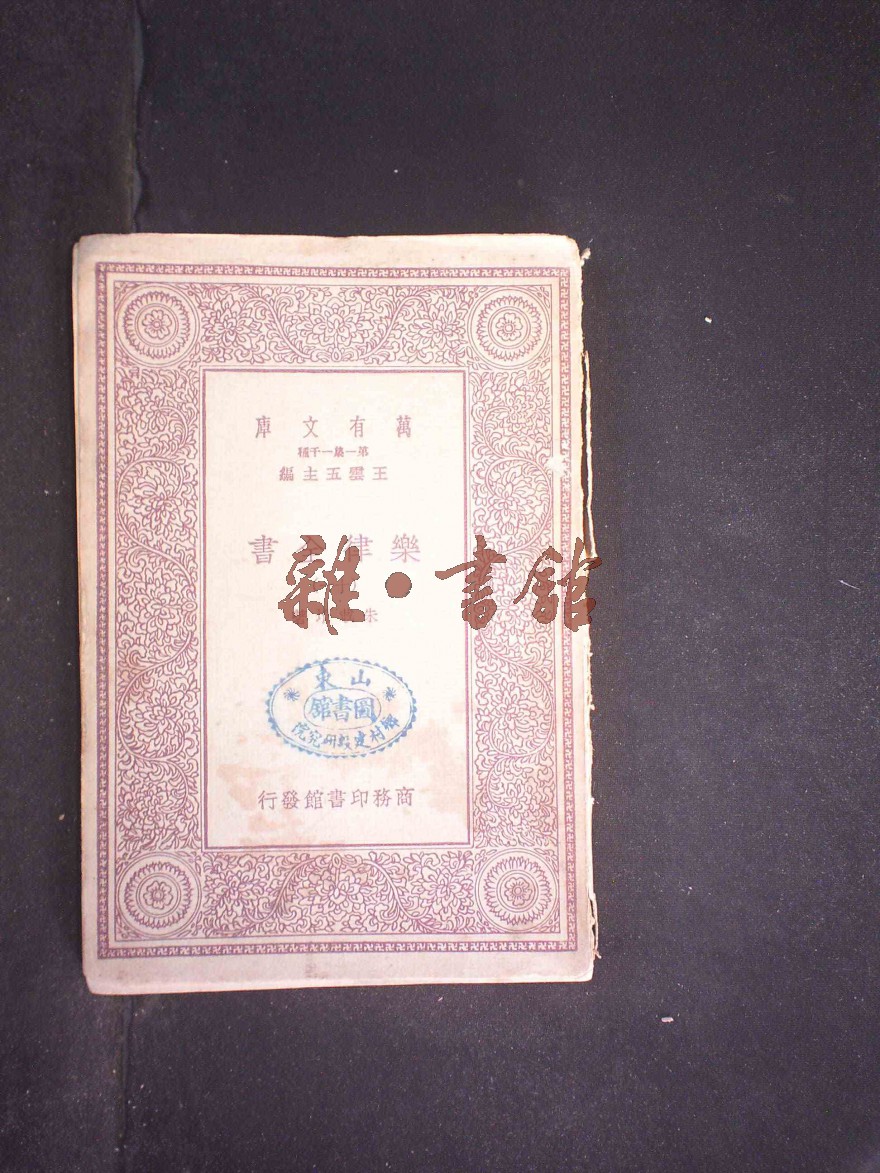 萬有文庫
第一集一千種
王雲五主編
樂律 書
朱
雜·書館
山東
圖書館
鄉村建設研究院
商務印書館發行